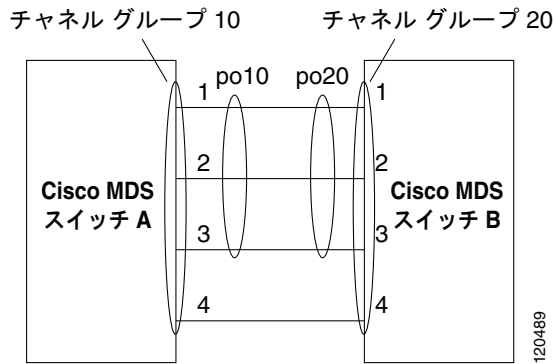 チャネル グループ 10
チャネル グループ 20
po10
po20
1
1
2
2
Cisco MDS
スイッチ A
Cisco MDS
スイッチ B
3
3
4
4
120489